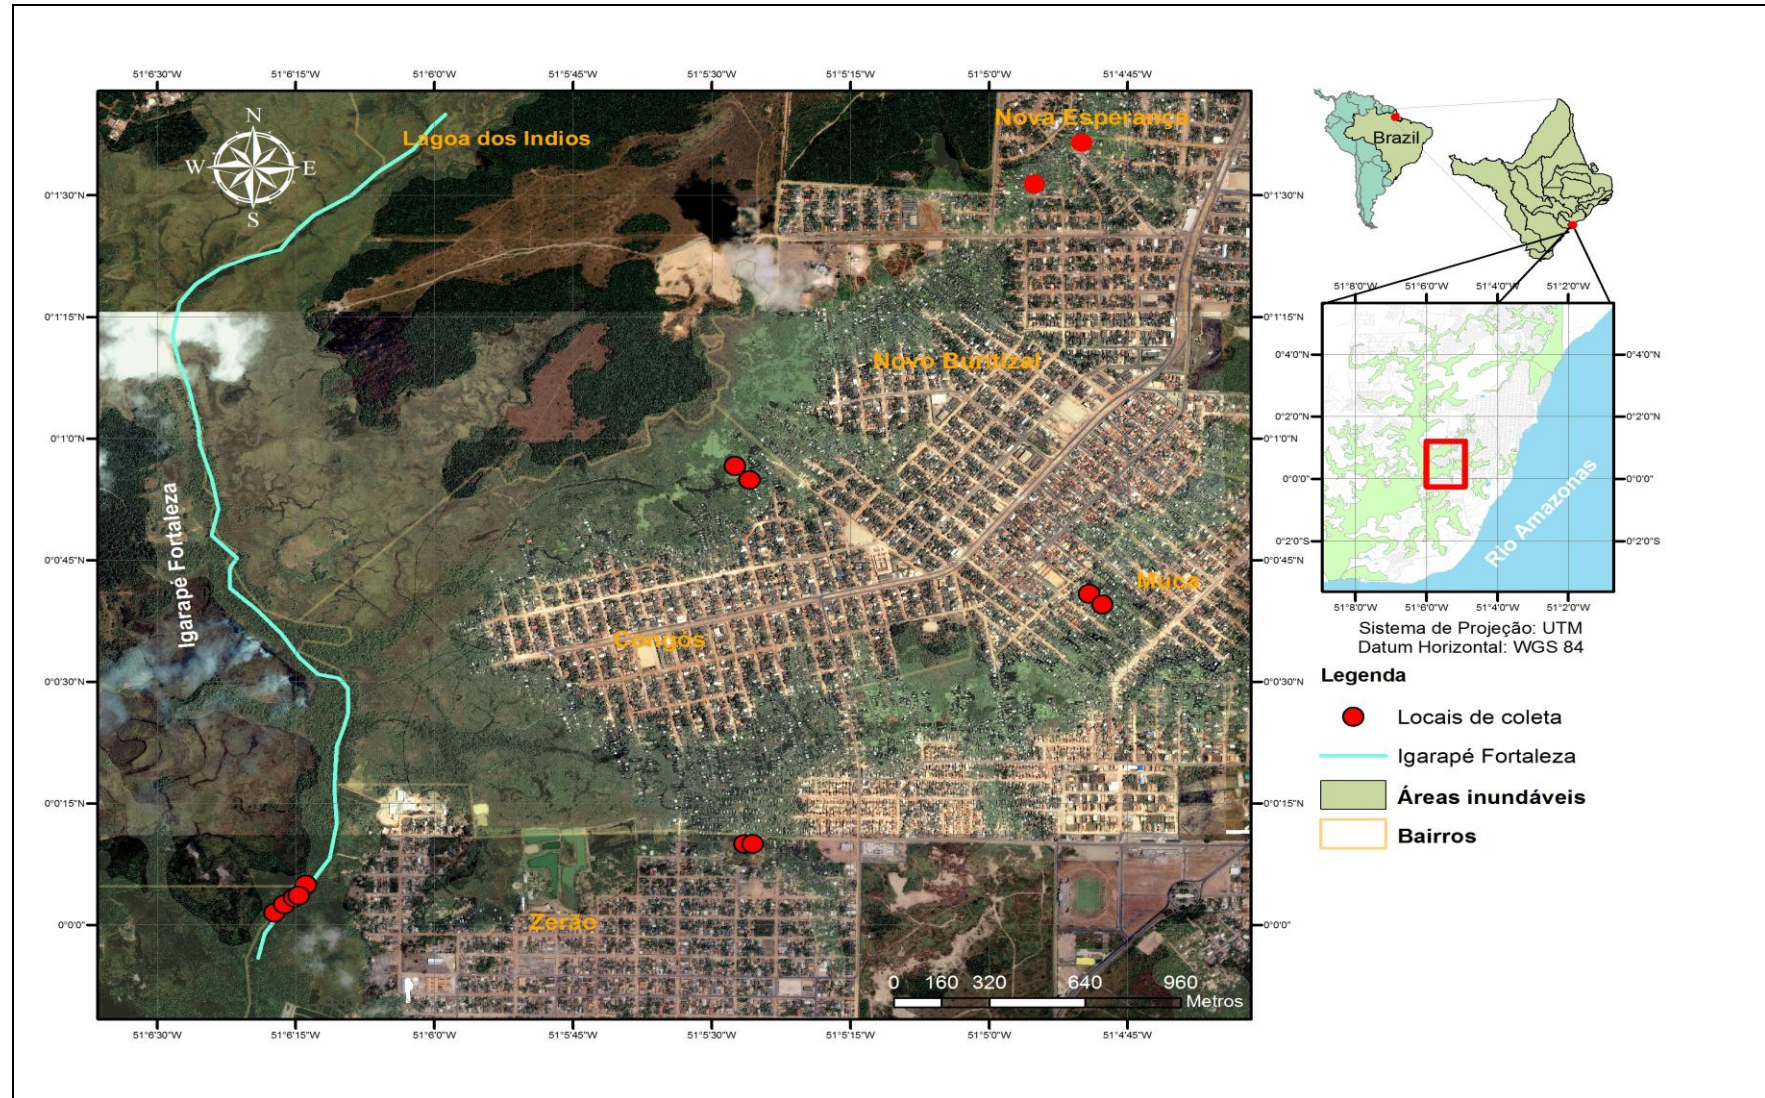 51°6'30"W 51°6'15"W 51°6'0"W 51°5'45"W 51°5'30"W 51°5'15"W 51°5'0"W 51°4'45"W
N
W E
S
Lagoa dos Indios
Nova Esperança
0°1'30"N 0°1'30"N
0°1'15"N 0°1'15"N
Novo Buritizal
0°1'0"N 0°1'0"N
Igarapé Fortaleza
0°0'45"N 0°0'45"N
Muca
Congós
0°0'30"N 0°0'30"N
0°0'15"N 0°0'15"N
Zerão
0°0'0" 0°0'0"
0 160 320 640 960
Metros
51°6'30"W 51°6'15"W 51°6'0"W 51°5'45"W 51°5'30"W 51°5'15"W 51°5'0"W 51°4'45"W
Brazil
51°8'0"W 51°6'0"W 51°4'0"W 51°2'0"W
0°4'0"N 0°4'0"N
0°2'0"N 0°2'0"N
0°0'0" 0°0'0"
0°2'0"S 0°2'0"S
Rio Amazonas
51°8'0"W 51°6'0"W 51°4'0"W 51°2'0"W
Sistema de Projeção: UTM
Datum Horizontal: WGS 84
Legenda
Locais de coleta
Igarapé Fortaleza
Áreas inundáveis
Bairros